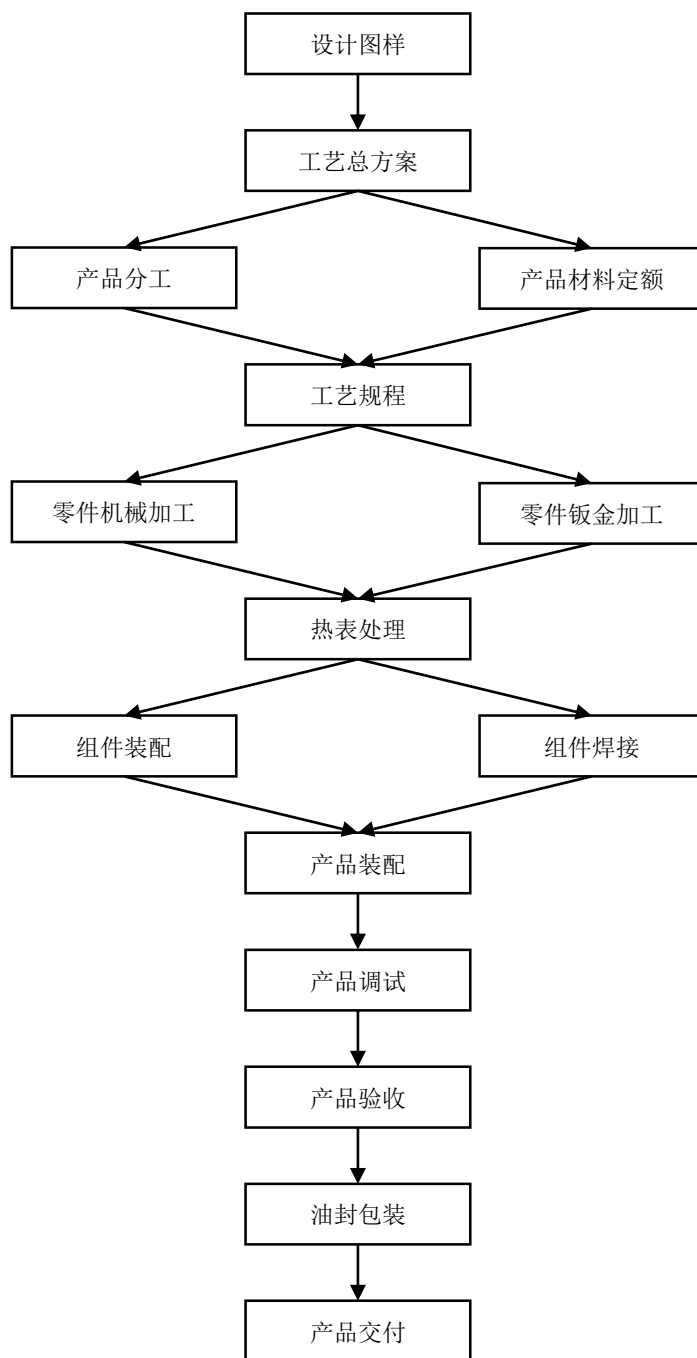 设计图样
工艺总方案
产品分工
产品材料定额
工艺规程
零件机械加工
零件钣金加工
热表处理
组件装配
组件焊接
产品装配
产品调试
产品验收
油封包装
产品交付